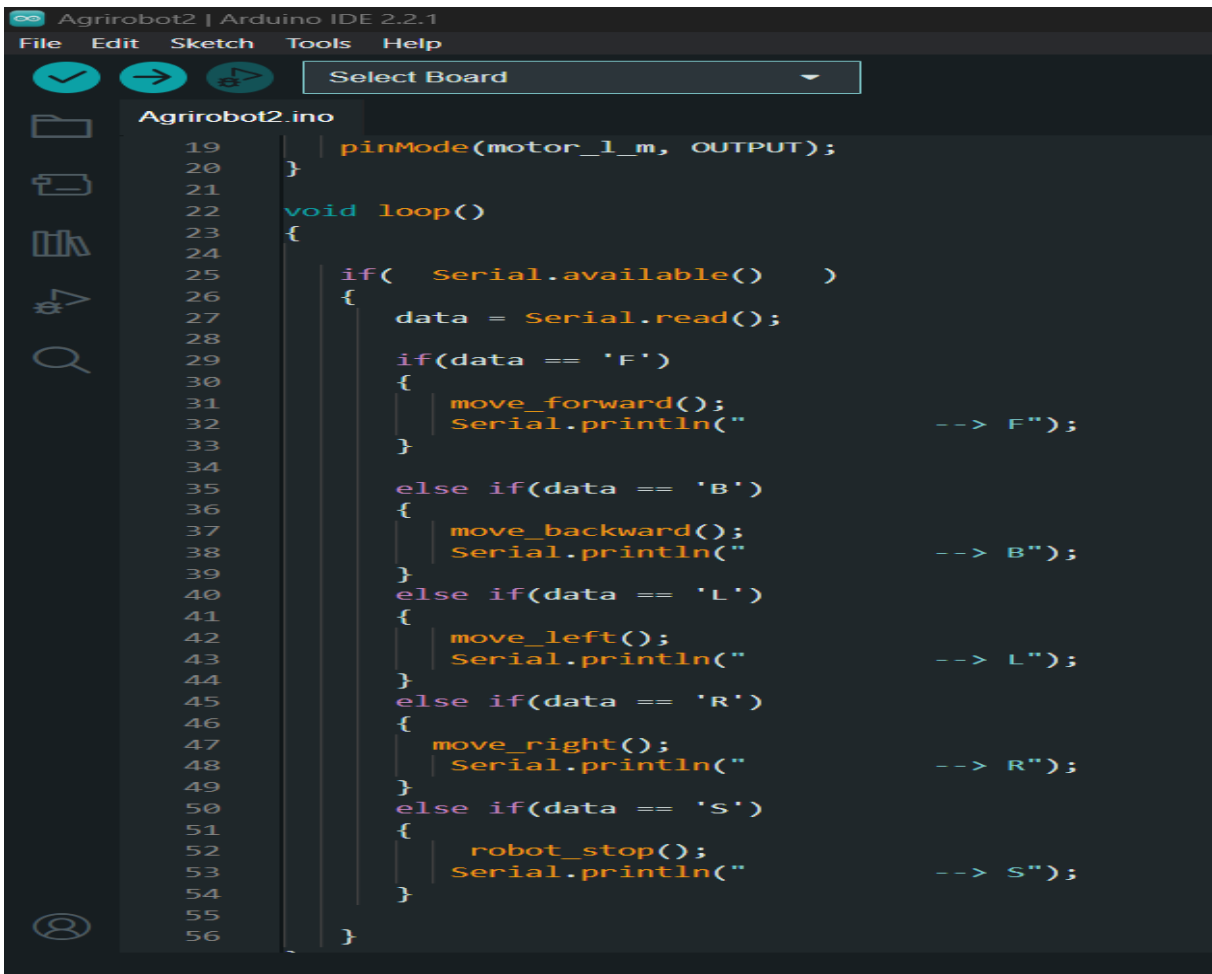 Agrirobot2 | Arduino IDE 2.2.1
File Edit Sketch Tools Help
Select Board
Agrirobot2.ino
19 pinMode(motor_l_m, OUTPUT);
20 }
21
22 void loop()
23 {
24
25 if(  Serial.available()   )
26 {
27 data = Serial.read();
28
29 if(data == 'F')
30 {
31 move_forward();
32 Serial.println("          --> F");
33 }
34
35 else if(data == 'B')
36 {
37 move_backward();
38 Serial.println("          --> B");
39 }
40 else if(data == 'L')
41 {
42 move_left();
43 Serial.println("          --> L");
44 }
45 else if(data == 'R')
46 {
47 move_right();
48 Serial.println("          --> R");
49 }
50 else if(data == 'S')
51 {
52 robot_stop();
53 Serial.println("          --> S");
54 }
55
56 }